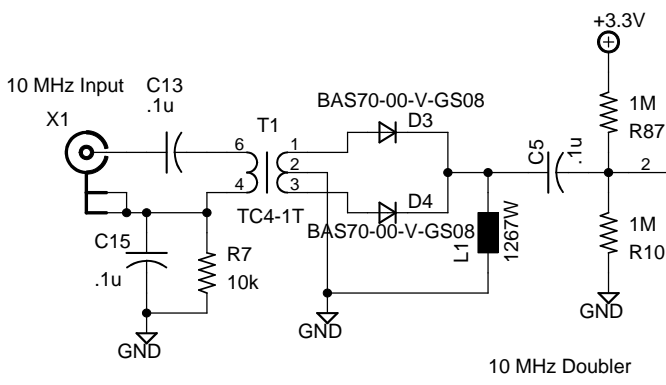 +3.3V
10 MHz Input
C13
.1u
X1
T1
BAS70-00-V-GS08
D3
6
4
1
2
3
TC4-1T
D4
BAS70-00-V-GS08
C5
.1u
1M
R87
2
1M
R10
L1
1267W
C15
.1u
R7
10k
GND
GND
GND
10 MHz Doubler